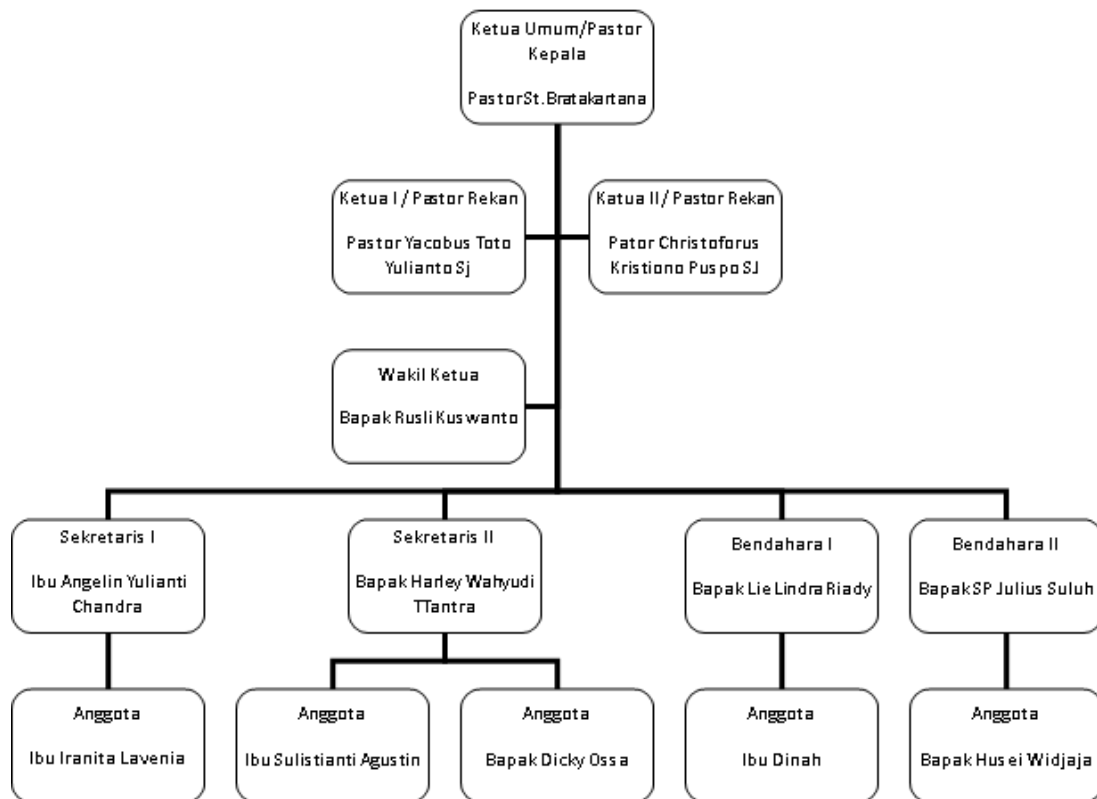 Ketua Umum/Pastor
Kepala
Pastor St. Bratakartana
Ketua I / Pastor Rekan
Pastor Yacobus Toto
Yulianto Sj
Katua II / Pastor Rekan
Pator Christoforus
Kristiono Puspo SJ
Wakil Ketua
Bapak Rusli Kuswanto
Sekretaris I
Ibu Angelin Yulianti
Chandra
Sekretaris II
Bapak Harley Wahyudi
TTantra
Bendahara I
Bapak Lie Lindra Riady
Bendahara II
Bapak SP Julius Suluh
Anggota
Ibu Iranita Lavenia
Anggota
Ibu Sulistianti Agustin
Anggota
Bapak Dicky Ossa
Anggota
Ibu Dinah
Anggota
Bapak Husei Widjaja